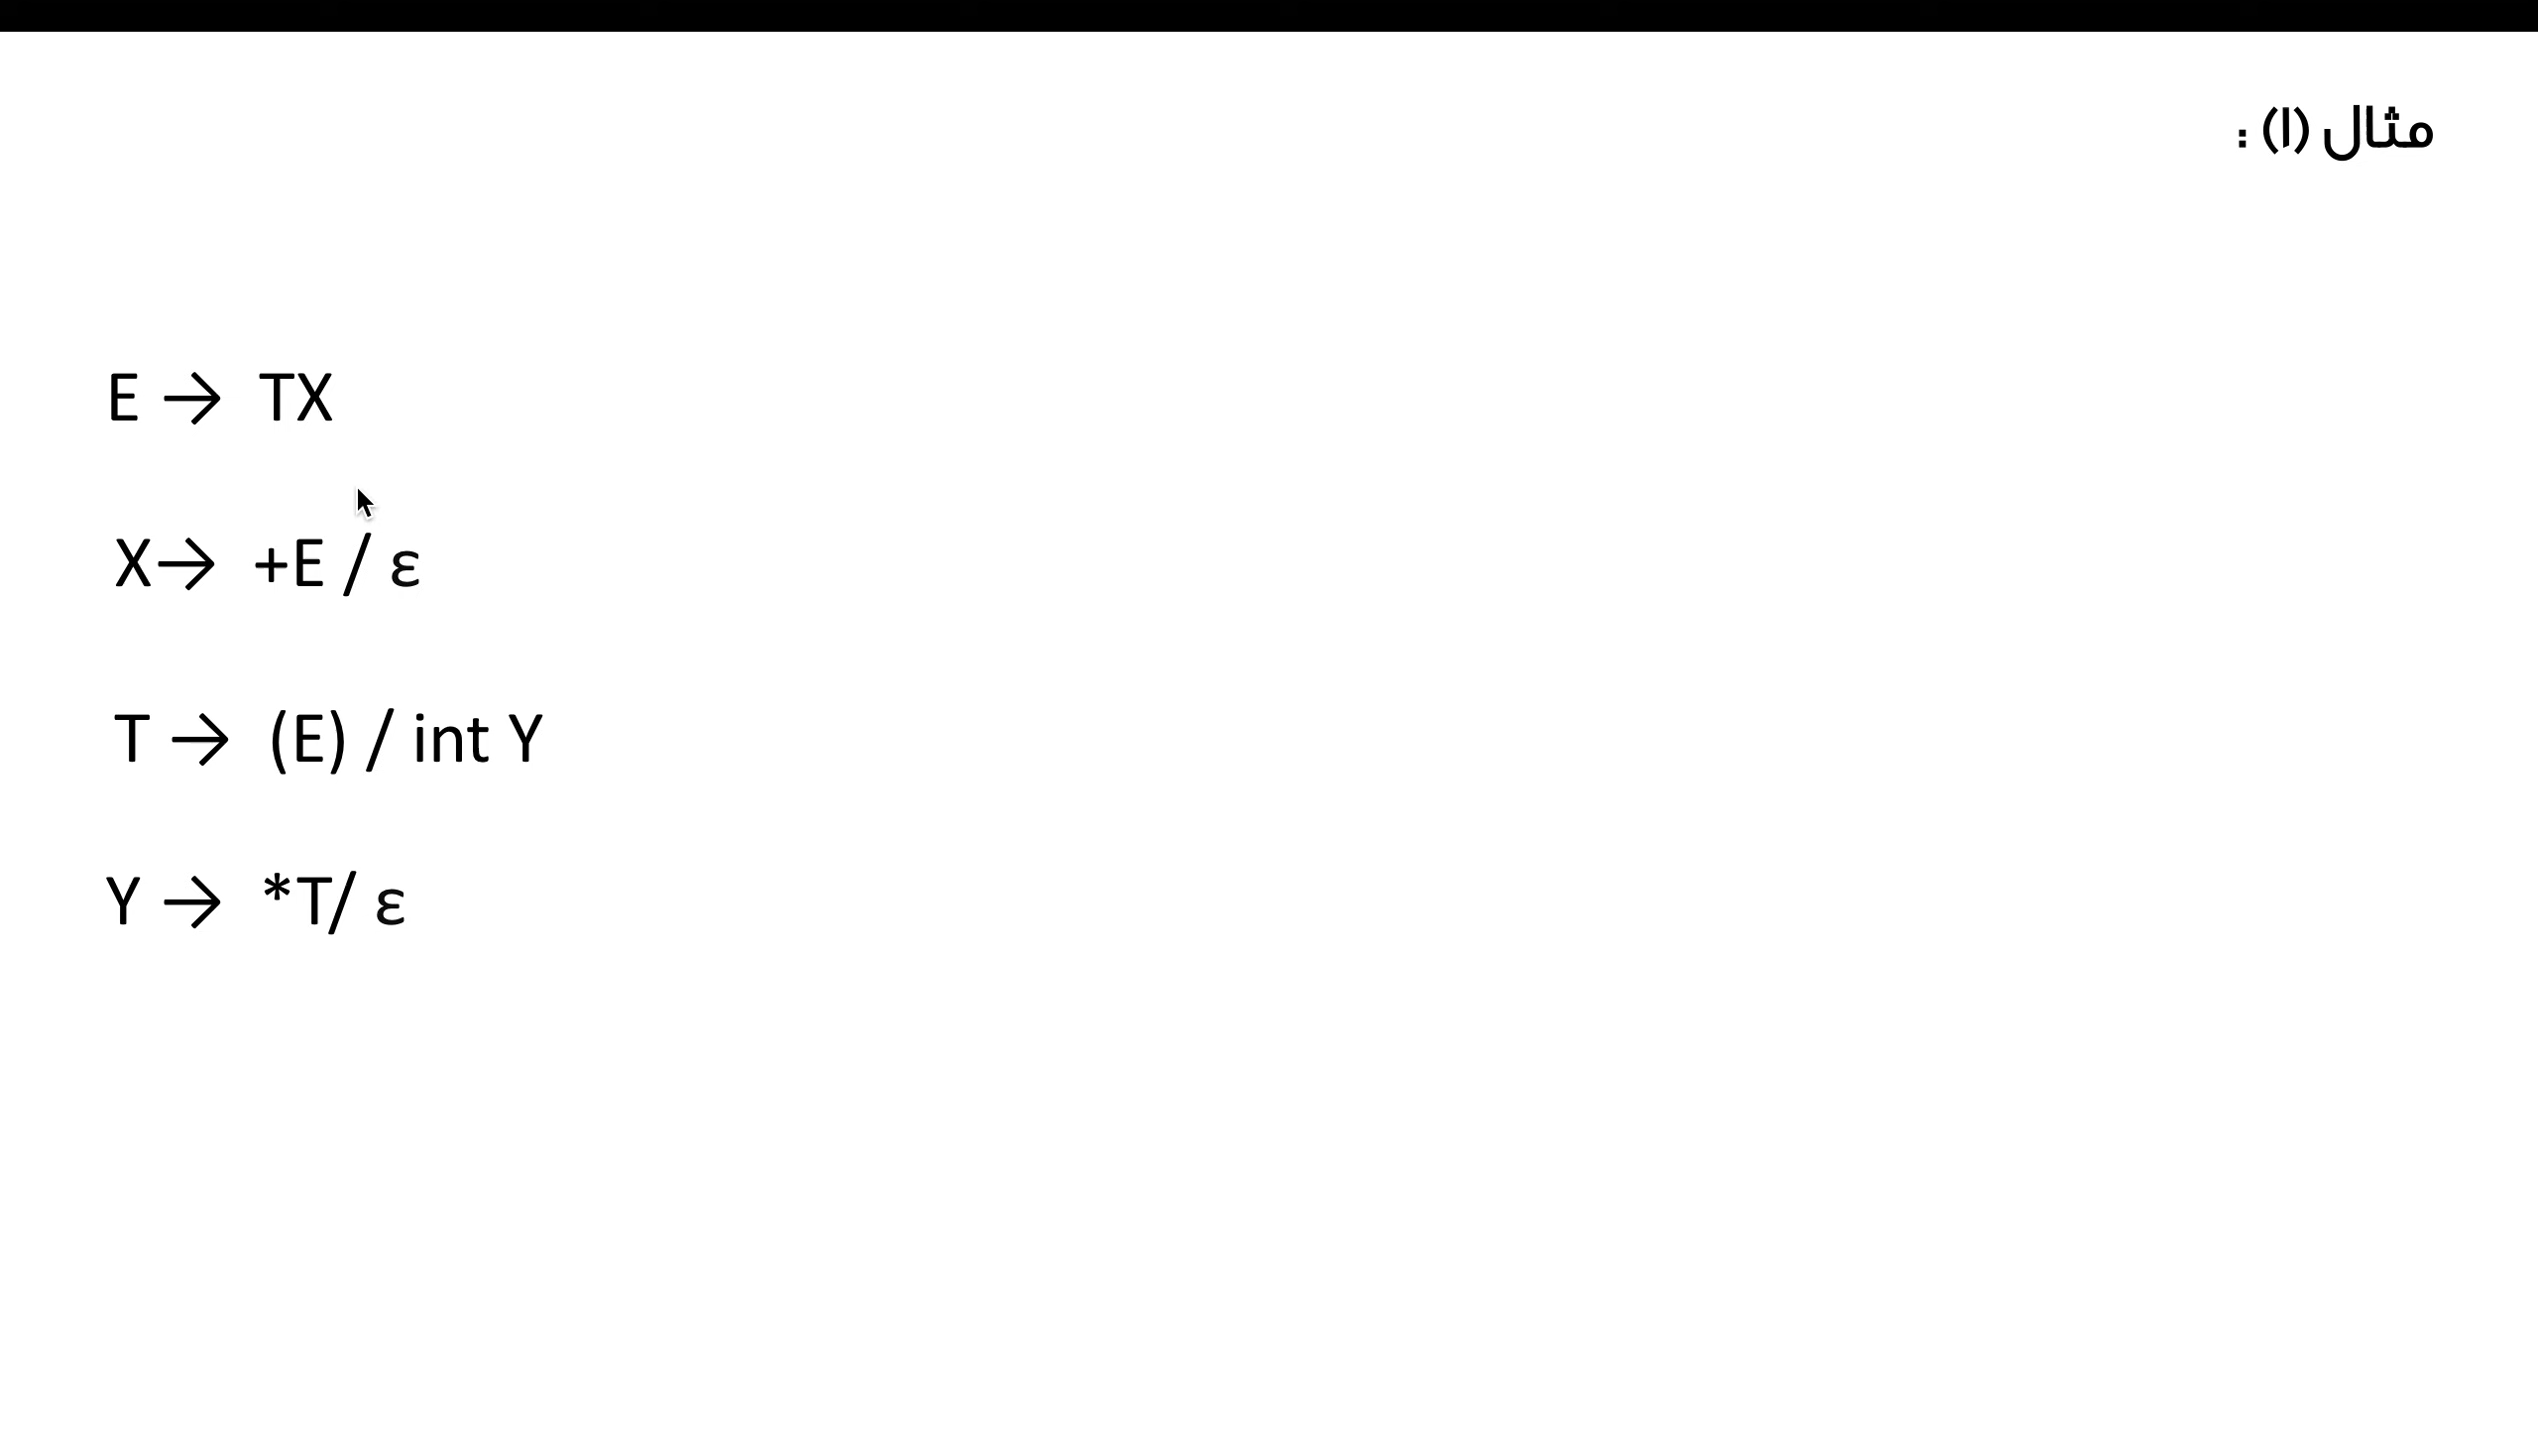 مثال (ا) :
E → TX
X→ +E / ε
T → (E) / int Y
Y → *T/ ε